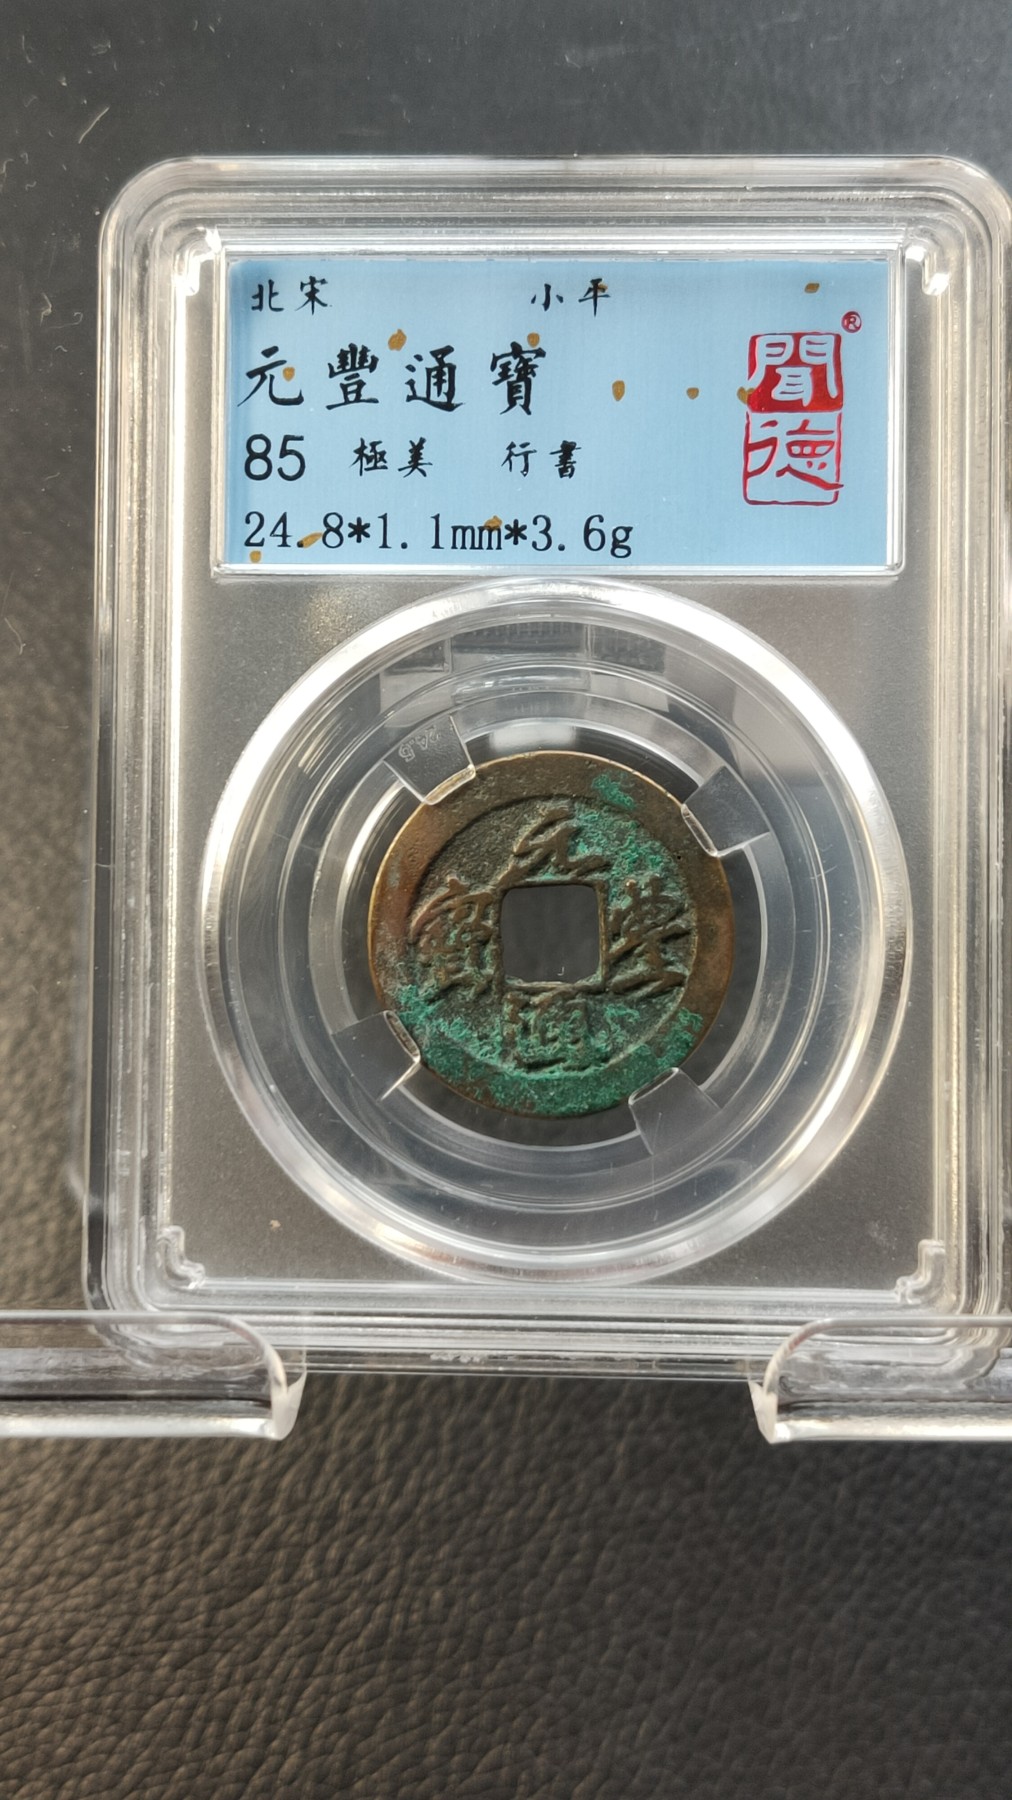 北宋 小平
元豐通寶
85 極美 行書
24.8*1.1mm*3.6g
聞德®
元豐通寶